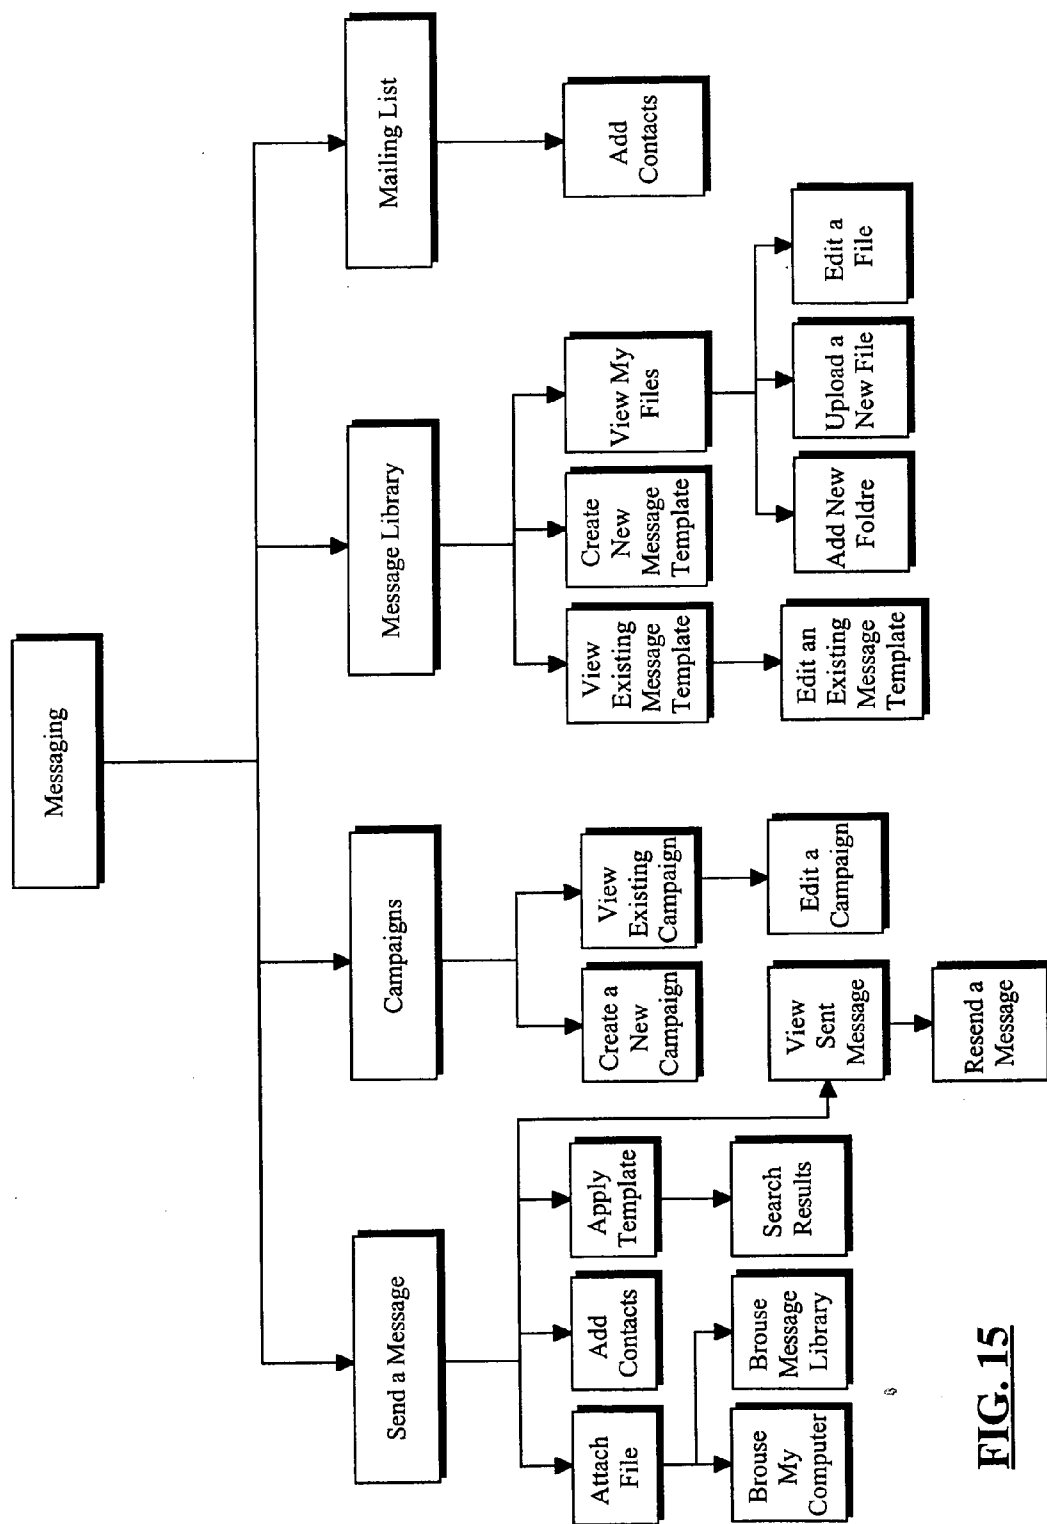 Messaging
Send a Message
Campaigns
Message Library
Mailing List
Attach
File
Add
Contacts
Apply
Template
Create a
New
Campaign
View
Existing
Campaign
View
Existing
Message
Template
Create
New
Message
Template
View My
Files
Add
Contacts
Brouse
My
Computer
Brouse
Message
Library
Search
Results
View
Sent
Message
Edit a
Campaign
Edit an
Existing
Message
Template
Add New
Foldre
Upload a
New File
Edit a
File
Resend a
Message
FIG. 15